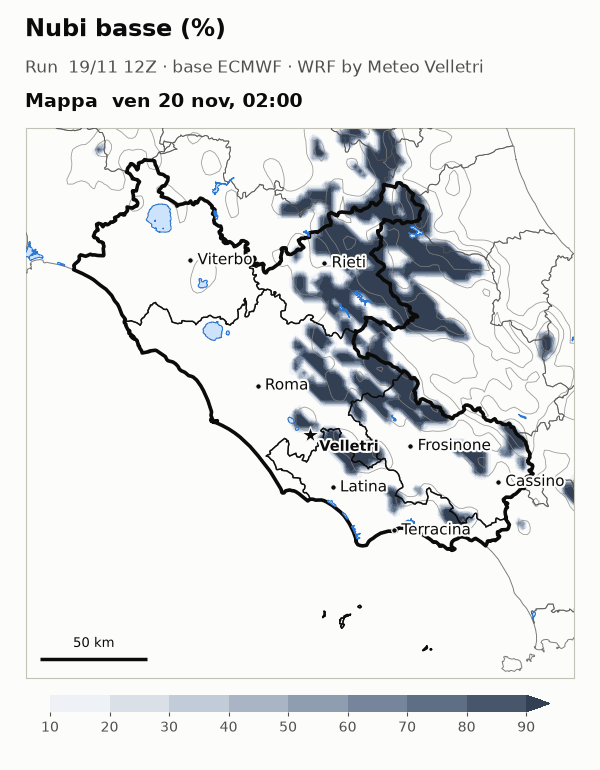 Nubi basse (%)
Run 19/11 12Z · base ECMWF · WRF by Meteo Velletri
Mappa ven 20 nov, 02:00
Viterbo
Rieti
Roma
Velletri
Frosinone
Latina
Cassino
Terracina
50 km
10 20 30 40 50 60 70 80 90